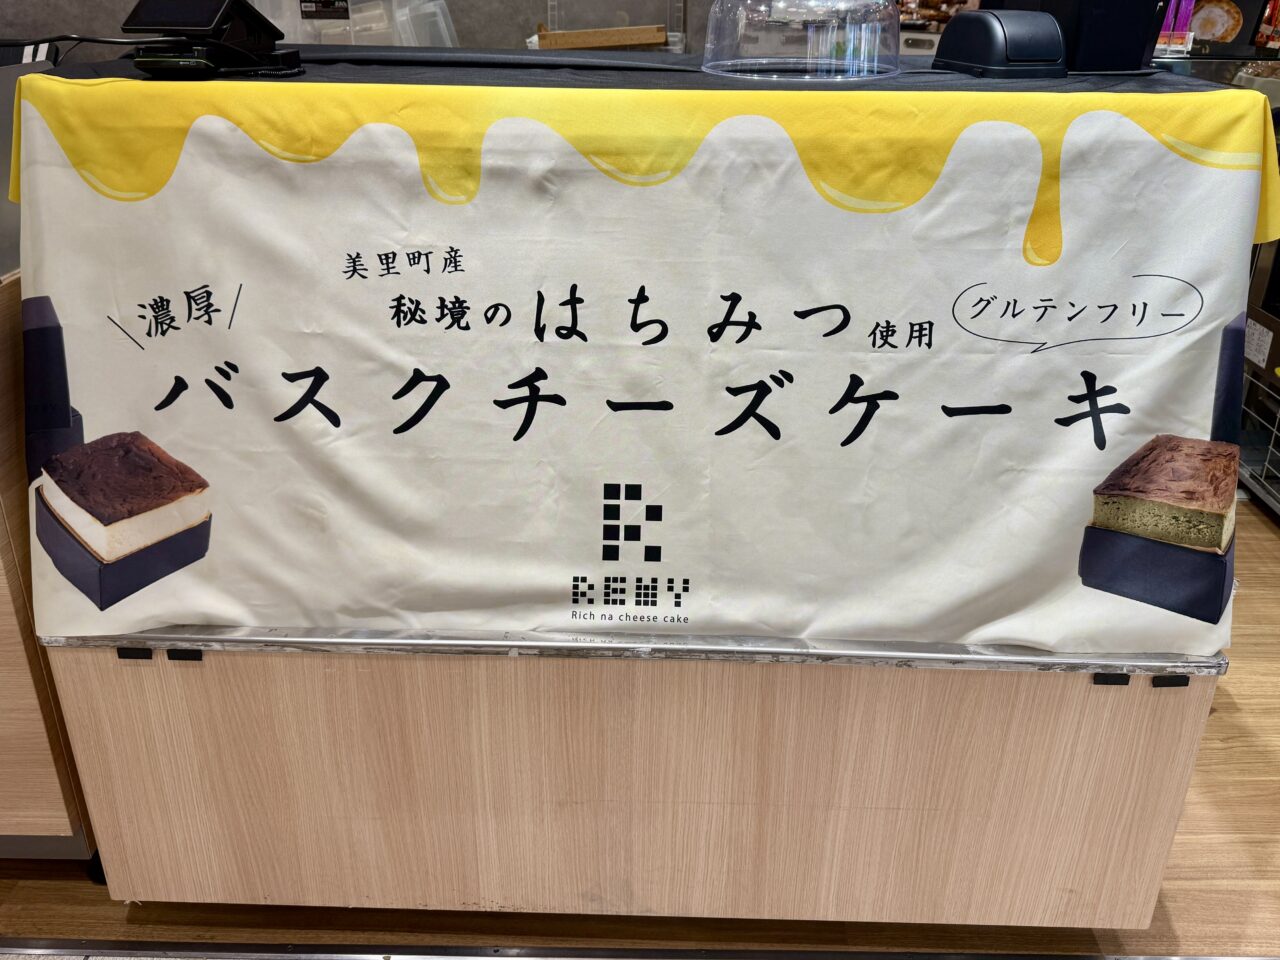 美里町産
濃厚
秘境のはちみつ使用
グルテンフリー
バスクチーズケーキ
R
REMY
Rich na cheese cake